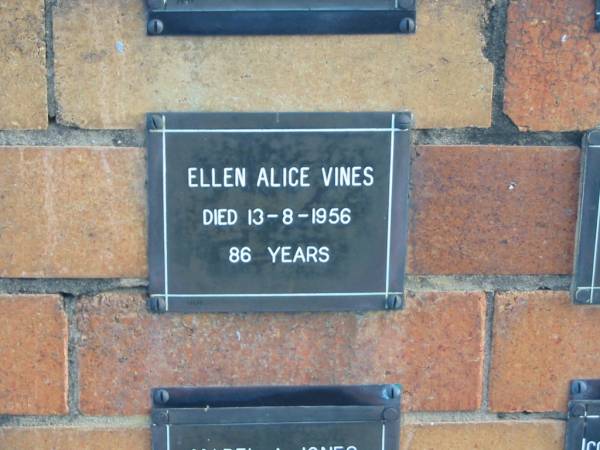 ELLEN ALICE VINES
DIED 13-8-1956
86 YEARS